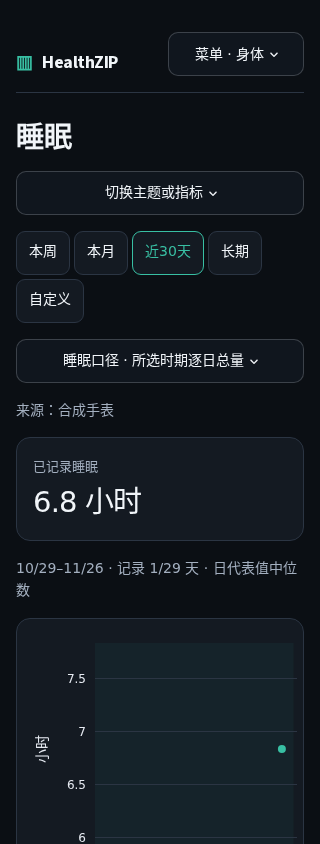 HealthZIP
菜单 · 身体
睡眠
切换主题或指标
本周
本月
近30天
长期
自定义
睡眠口径 · 所选时期逐日总量
来源：合成手表
已记录睡眠
6.8 小时
10/29–11/26 · 记录 1/29 天 · 日代表值中位
数
小时
7.5
7
6.5
6